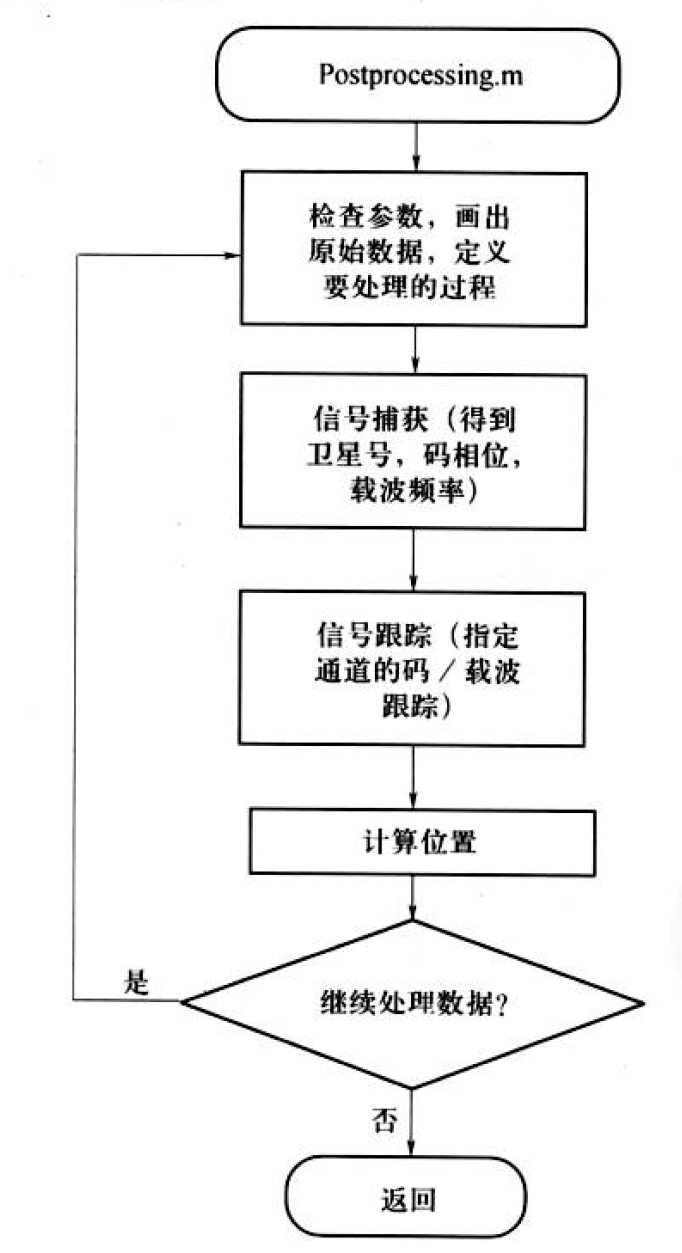 Postprocessing.m
检查参数，画出
原始数据，定义
要处理的过程
信号捕获（得到
卫星号，码相位，
载波频率）
信号跟踪（指定
通道的码／载波
跟踪）
计算位置
继续处理数据?
是
否
返回